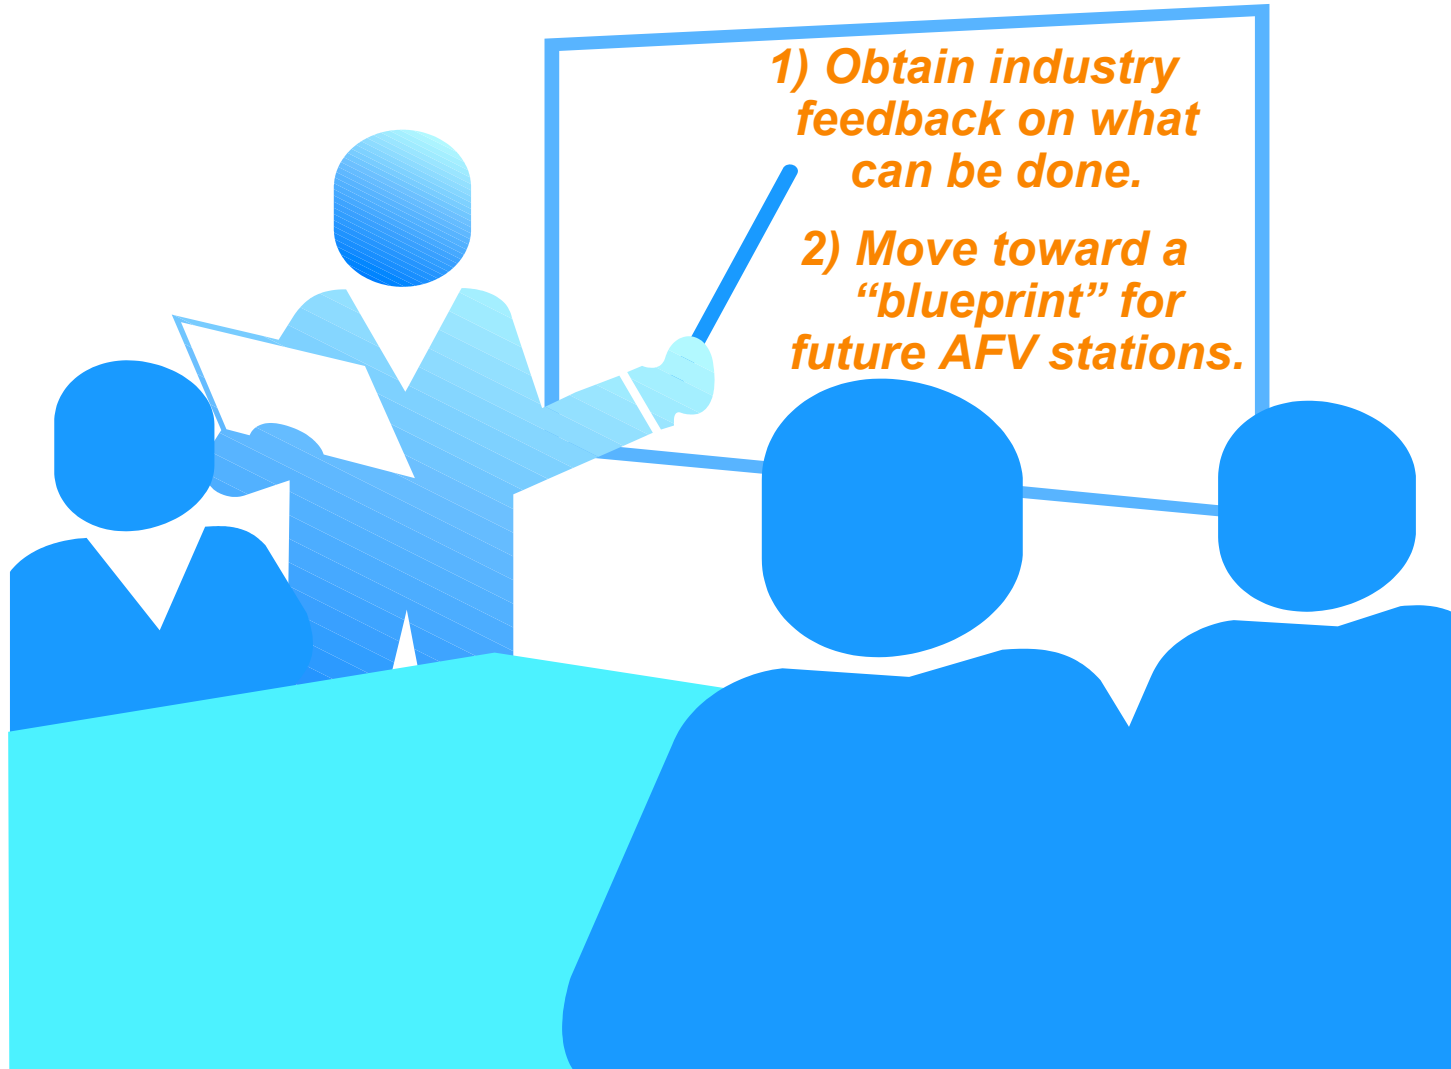 1) Obtain industry
feedback on what
can be done.
2) Move toward a
“blueprint” for
future AFV stations.